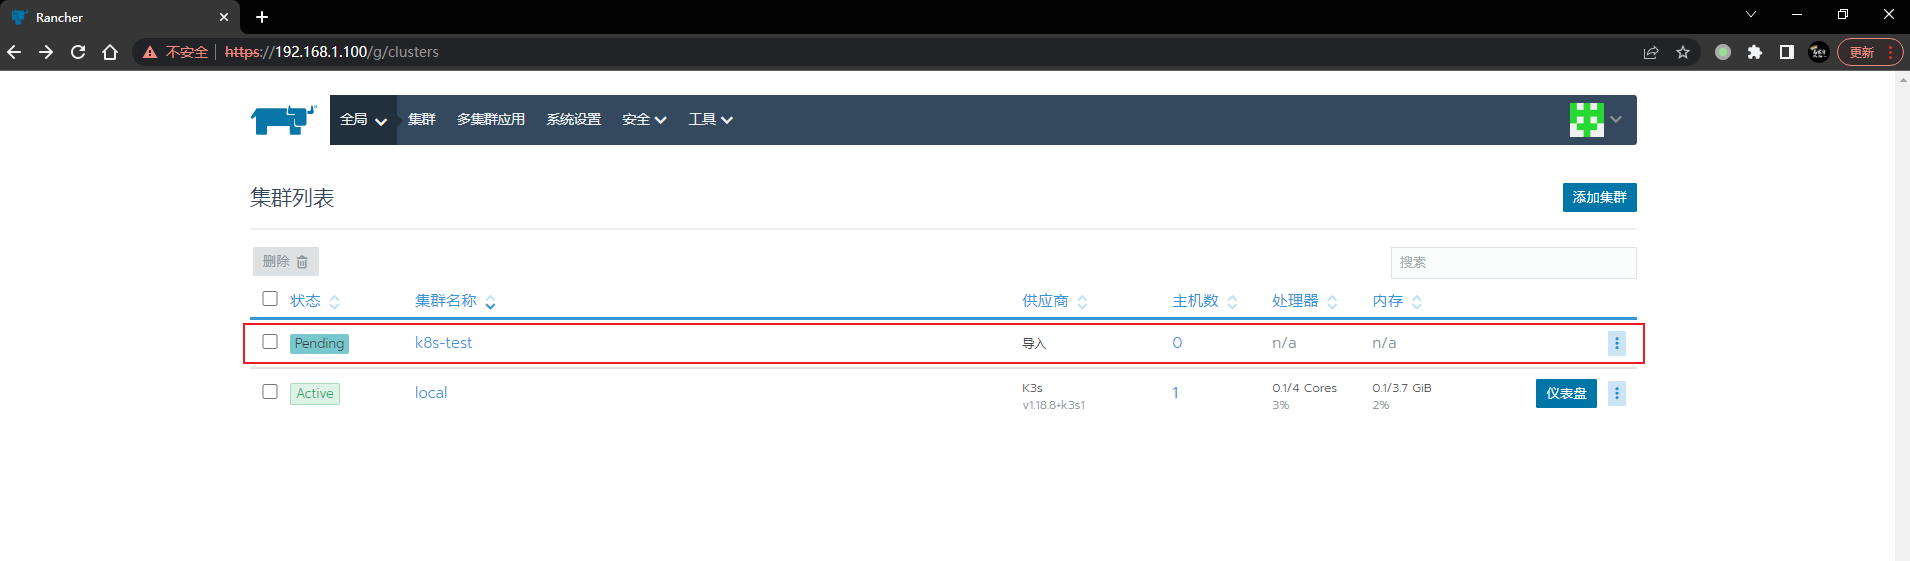 Rancher
不安全 https://192.168.1.100/g/clusters
更新
全局 集群 多集群应用 系统设置 安全 工具
集群列表
添加集群
删除
搜索
状态 集群名称 供应商 主机数 处理器 内存
Pending k8s-test 导入 0 n/a n/a
Active local K3s 1 0.1/4 Cores 0.1/3.7 GiB 仪表盘
v1.18.8+k3s1 3% 2%